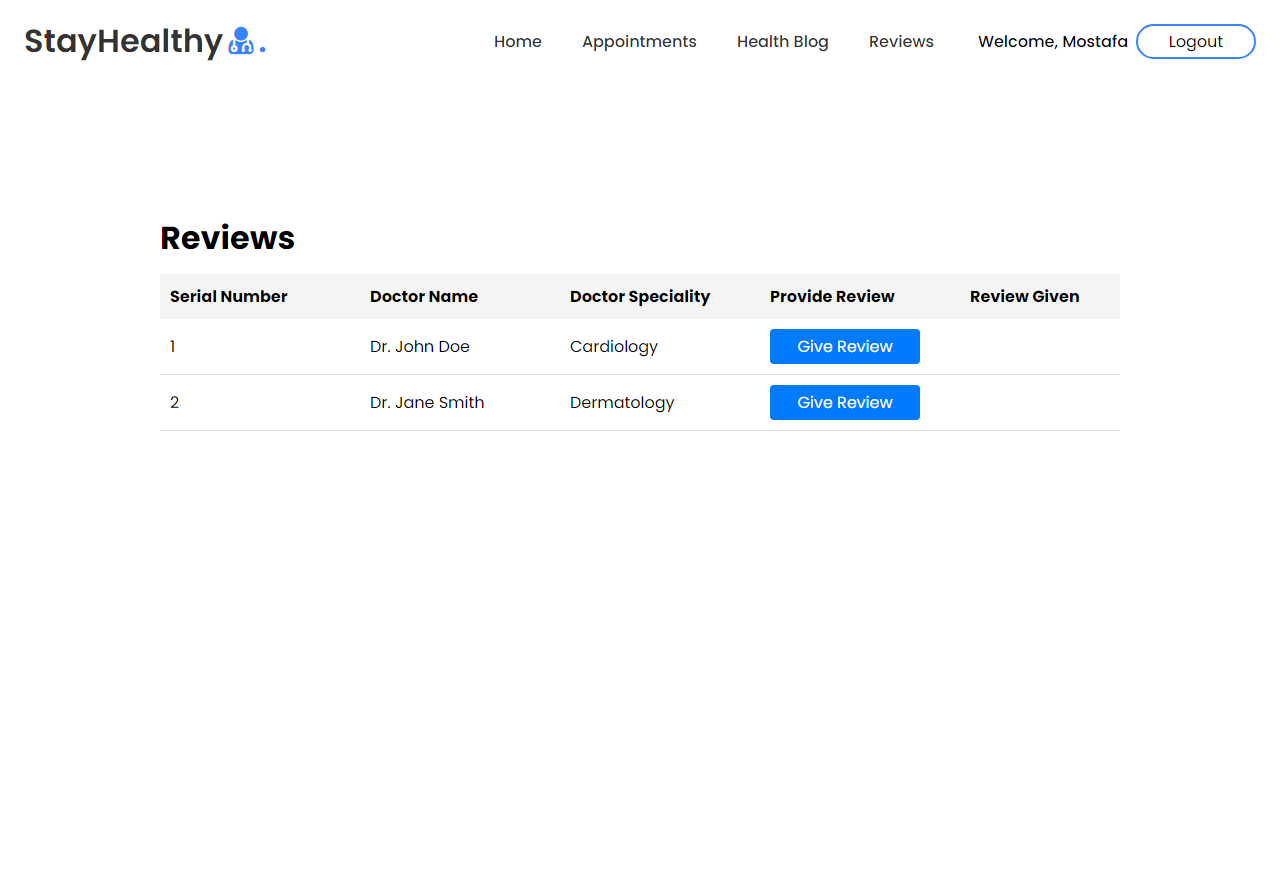 StayHealthy.
Home Appointments Health Blog Reviews Welcome, Mostafa Logout
Reviews
Serial Number Doctor Name Doctor Speciality Provide Review Review Given
1 Dr. John Doe Cardiology Give Review
2 Dr. Jane Smith Dermatology Give Review